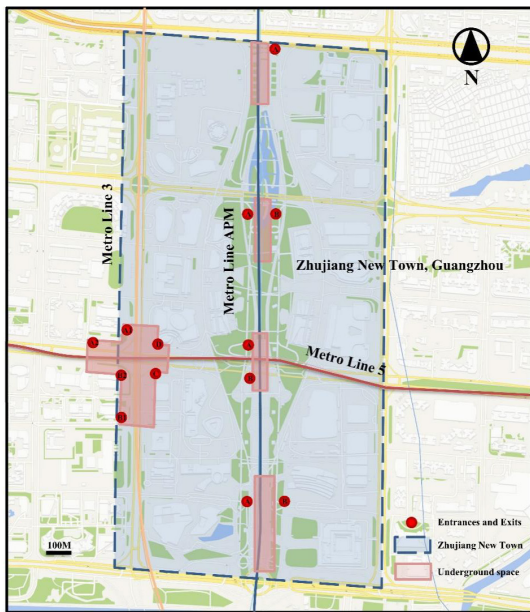 A
N
Metro Line 3
Metro Line APM
A
B
Zhujiang New Town, Guangzhou
A
A
Metro Line 5
B
A
B
100M
Entrances and Exits
Zhujiang New Town
Underground space